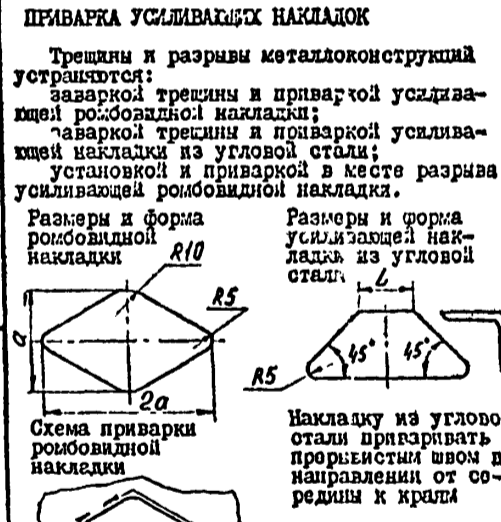 ПРИВАРКА УСИЛИВАЮЩИХ НАКЛАДОК
Трещины и разрывы металлоконструкций
устраняются:
заваркой трещины и приваркой усилива-
ющей ромбовидной накладки;
заваркой трещины и приваркой усилива-
ющей накладки из угловой стали;
установкой и приваркой в месте разрыва
усиливающей ромбовидной накладки.
Размеры и форма
ромбовидной
накладки
R10
R5
a
2a
Размеры и форма
усиливающей нак-
ладки из угловой
стали
L
45°
45°
R5
Схема приварки
ромбовидной
накладки
Накладку из углово
стали приваривать
прерывистым швом п
направлении от се-
редины к краям